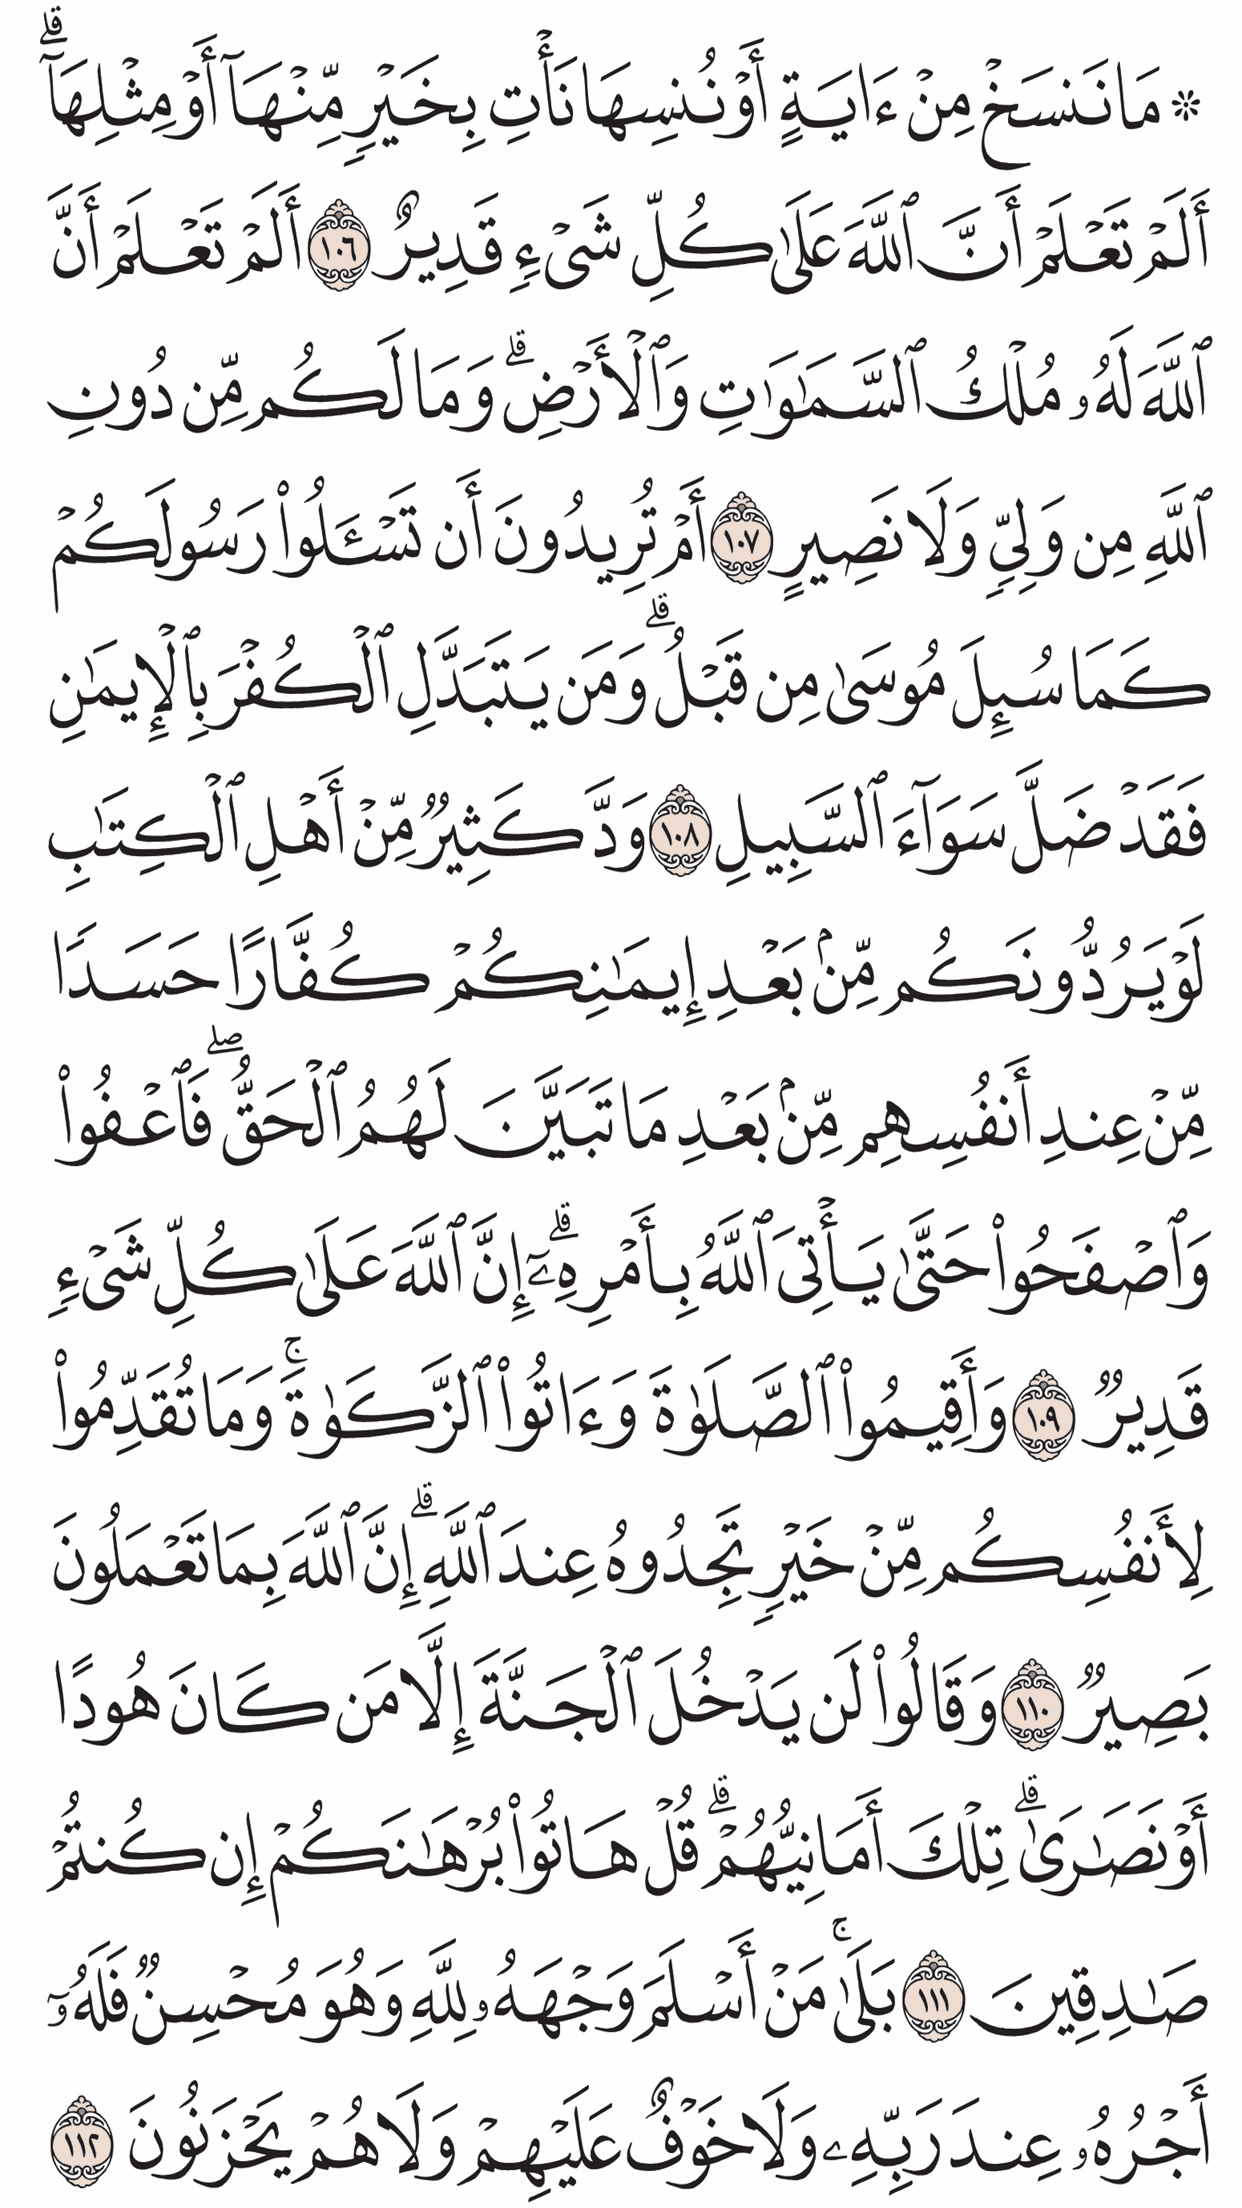 ۞ مَا نَنسَخْ مِنْ ءَايَةٍ أَوْ نُنسِهَا نَأْتِ بِخَيْرٍ مِّنْهَآ أَوْ مِثْلِهَآۗ
أَلَمْ تَعْلَمْ أَنَّ ٱللَّهَ عَلَىٰ كُلِّ شَىْءٍ قَدِيرٌ ١٠٦ أَلَمْ تَعْلَمْ أَنَّ
ٱللَّهَ لَهُۥ مُلْكُ ٱلسَّمَٰوَٰتِ وَٱلْأَرْضِۗ وَمَا لَكُم مِّن دُونِ
ٱللَّهِ مِن وَلِىٍّ وَلَا نَصِيرٍ ١٠٧ أَمْ تُرِيدُونَ أَن تَسْـَٔلُوا۟ رَسُولَكُمْ
كَمَا سُئِلَ مُوسَىٰ مِن قَبْلُۗ وَمَن يَتَبَدَّلِ ٱلْكُفْرَ بِٱلْإِيمَٰنِ
فَقَدْ ضَلَّ سَوَآءَ ٱلسَّبِيلِ ١٠٨ وَدَّ كَثِيرٌ مِّنْ أَهْلِ ٱلْكِتَٰبِ
لَوْ يَرُدُّونَكُم مِّنۢ بَعْدِ إِيمَٰنِكُمْ كُفَّارًا حَسَدًا
مِّنْ عِندِ أَنفُسِهِم مِّنۢ بَعْدِ مَا تَبَيَّنَ لَهُمُ ٱلْحَقُّۖ فَٱعْفُوا۟
وَٱصْفَحُوا۟ حَتَّىٰ يَأْتِىَ ٱللَّهُ بِأَمْرِهِۦٓۗ إِنَّ ٱللَّهَ عَلَىٰ كُلِّ شَىْءٍ
قَدِيرٌ ١٠٩ وَأَقِيمُوا۟ ٱلصَّلَوٰةَ وَءَاتُوا۟ ٱلزَّكَوٰةَۚ وَمَا تُقَدِّمُوا۟
لِأَنفُسِكُم مِّنْ خَيْرٍ تَجِدُوهُ عِندَ ٱللَّهِۗ إِنَّ ٱللَّهَ بِمَا تَعْمَلُونَ
بَصِيرٌ ١١٠ وَقَالُوا۟ لَن يَدْخُلَ ٱلْجَنَّةَ إِلَّا مَن كَانَ هُودًا
أَوْ نَصَٰرَىٰۗ تِلْكَ أَمَانِيُّهُمْۗ قُلْ هَاتُوا۟ بُرْهَٰنَكُمْ إِن كُنتُمْ
صَٰدِقِينَ ١١١ بَلَىٰۚ مَنْ أَسْلَمَ وَجْهَهُۥ لِلَّهِ وَهُوَ مُحْسِنٌ فَلَهُۥٓ
أَجْرُهُۥ عِندَ رَبِّهِۦ وَلَا خَوْفٌ عَلَيْهِمْ وَلَا هُمْ يَحْزَنُونَ ١١٢